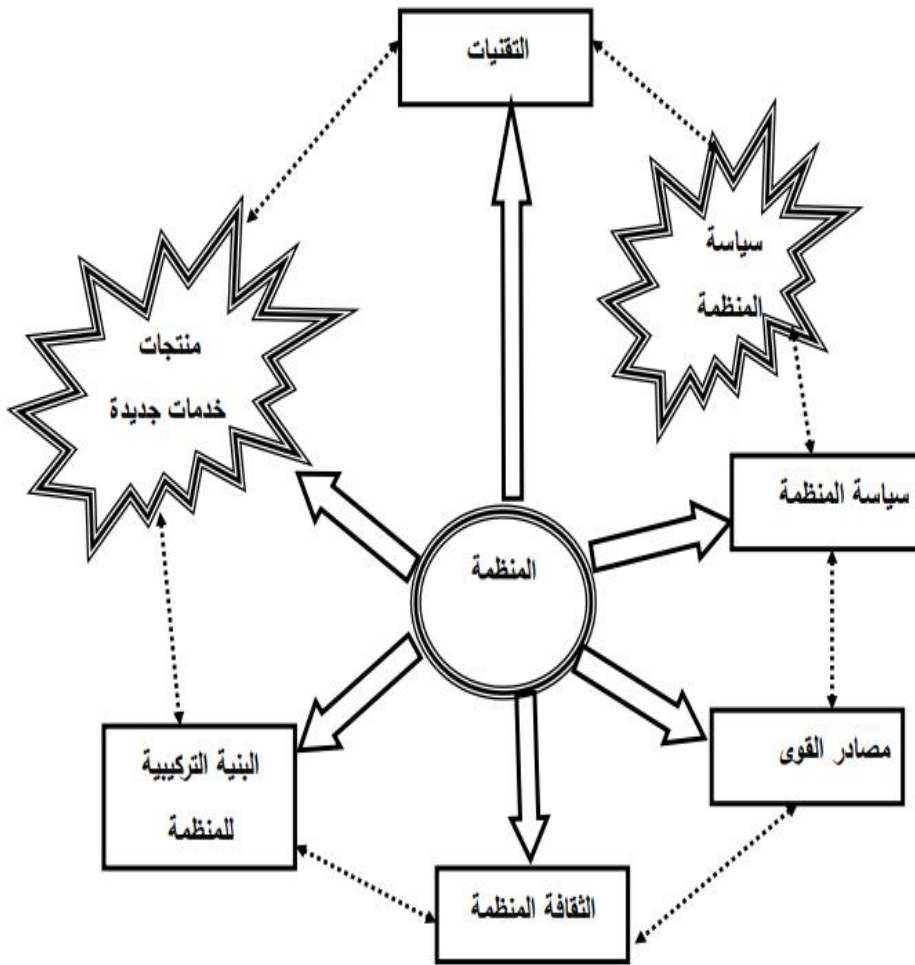 التقنيات
سياسة
المنظمة
منتجات
خدمات جديدة
سياسة المنظمة
المنظمة
مصادر القوى
البنية التركيبية
للمنظمة
الثقافة المنظمة